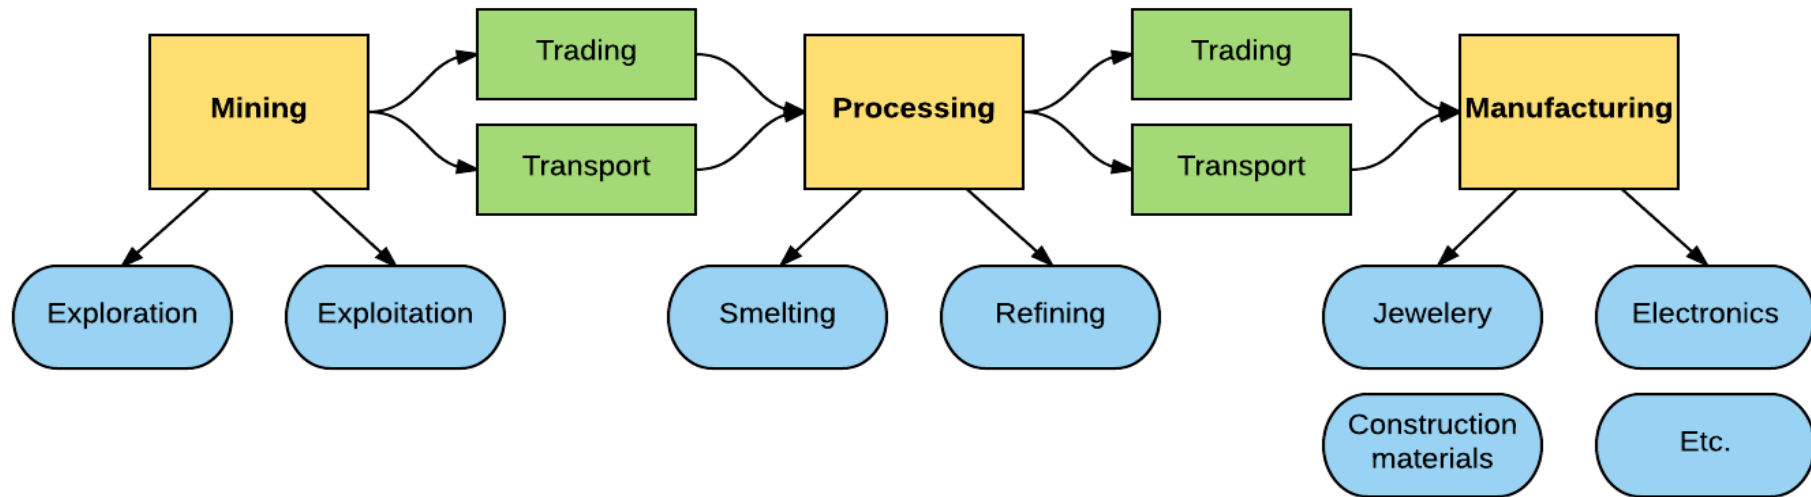 Trading
Trading
Mining
Processing
Manufacturing
Transport
Transport
Exploration
Exploitation
Smelting
Refining
Jewelery
Electronics
Construction
materials
Etc.